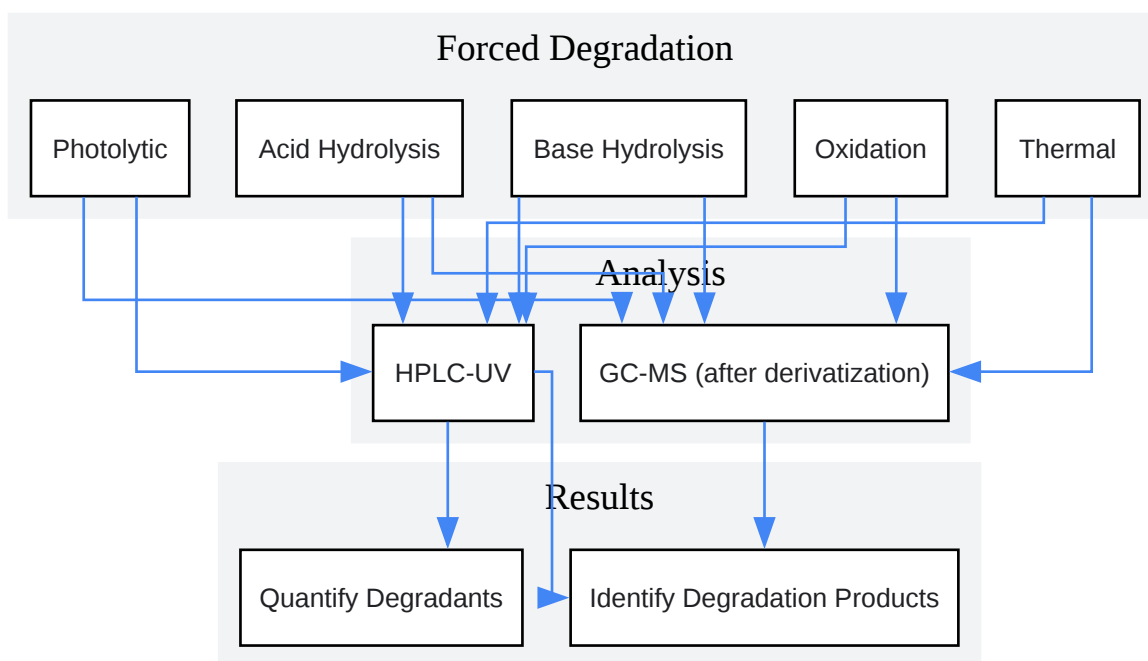 Forced Degradation
Photolytic
Acid Hydrolysis
Base Hydrolysis
Oxidation
Thermal
Analysis
HPLC-UV
GC-MS (after derivatization)
Results
Quantify Degradants
Identify Degradation Products